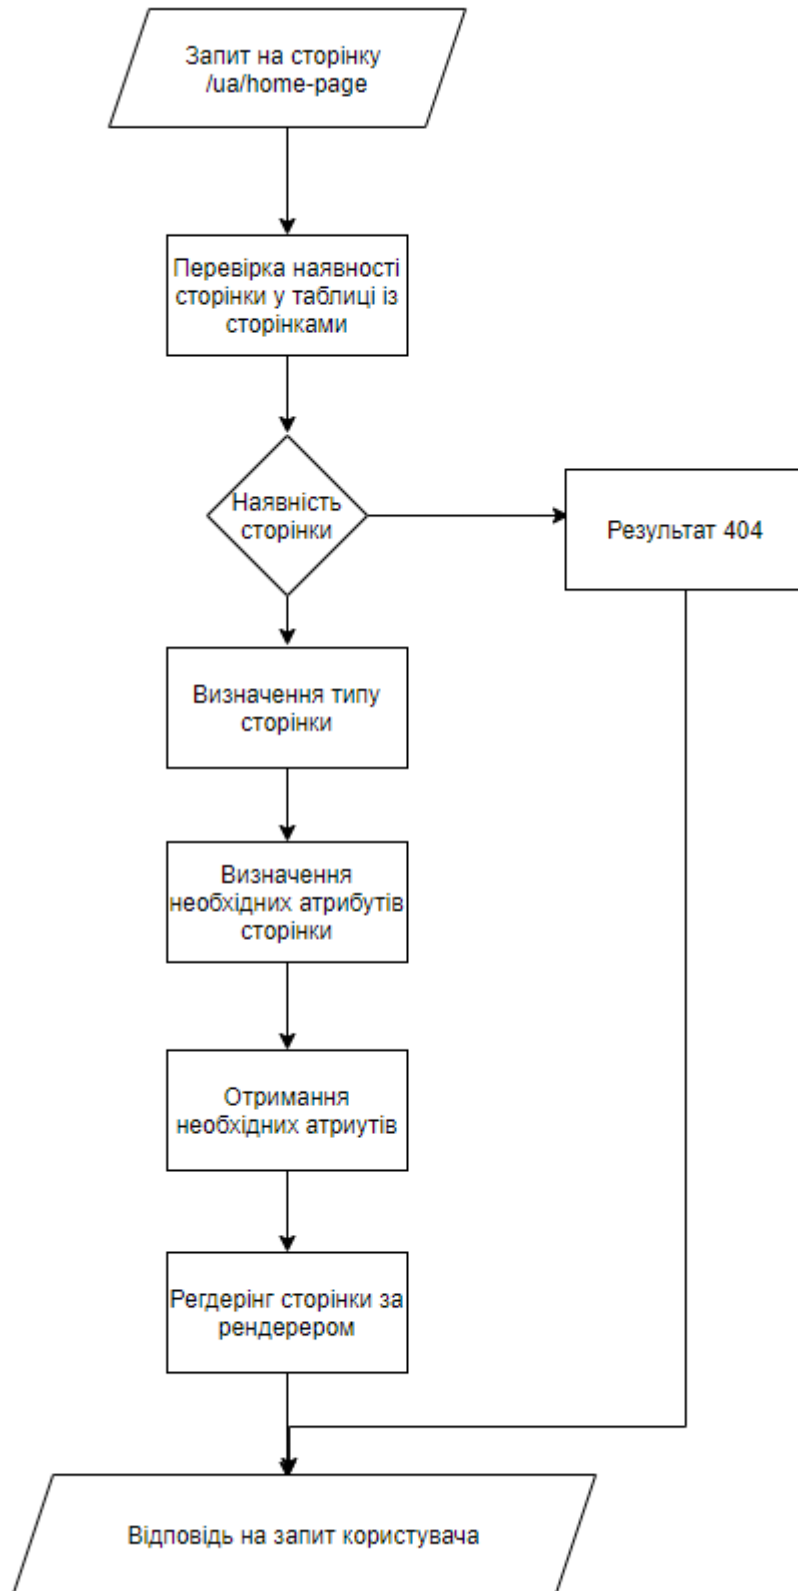 Запит на сторінку
/ua/home-page
Перевірка наявності
сторінки у таблиці із
сторінками
Наявність
сторінки
Результат 404
Визначення типу
сторінки
Визначення
необхідних атрибутів
сторінки
Отримання
необхідних атриутів
Регдерінг сторінки за
рендерером
Відповідь на запит користувача